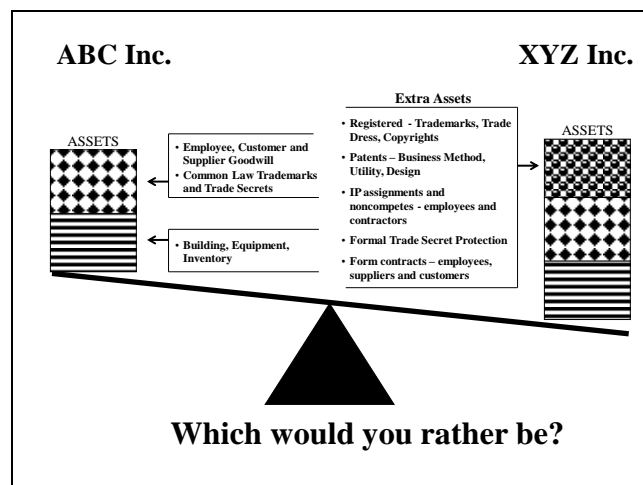 ABC Inc.
XYZ Inc.
Extra Assets
ASSETS
• Employee, Customer and
Supplier Goodwill
• Common Law Trademarks
and Trade Secrets
• Building, Equipment,
Inventory
• Registered - Trademarks, Trade
Dress, Copyrights
• Patents – Business Method,
Utility, Design
• IP assignments and
noncompetes - employees and
contractors
• Formal Trade Secret Protection
• Form contracts – employees,
suppliers and customers
ASSETS
Which would you rather be?